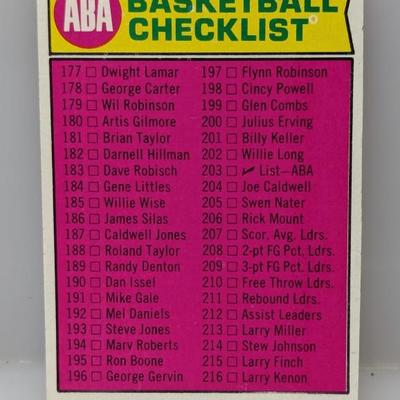 ABA
BASKETBALL
CHECKLIST
177 Dwight Lamar
178 George Carter
179 Wil Robinson
180 Artis Gilmore
181 Brian Taylor
182 Darnell Hillman
183 Dave Robisch
184 Gene Littles
185 Willie Wise
186 James Silas
187 Caldwell Jones
188 Roland Taylor
189 Randy Denton
190 Dan Issel
191 Mike Gale
192 Mel Daniels
193 Steve Jones
194 Marv Roberts
195 Ron Boone
196 George Gervin
197 Flynn Robinson
198 Cincy Powell
199 Glen Combs
200 Julius Erving
201 Billy Keller
202 Willie Long
203 List—ABA
204 Joe Caldwell
205 Swen Nater
206 Rick Mount
207 Scor. Avg. Ldrs.
208 2-pt FG Pct. Ldrs.
209 3-pt FG Pct. Ldrs.
210 Free Throw Ldrs.
211 Rebound Ldrs.
212 Assist Leaders
213 Larry Miller
214 Stew Johnson
215 Larry Finch
216 Larry Kenon